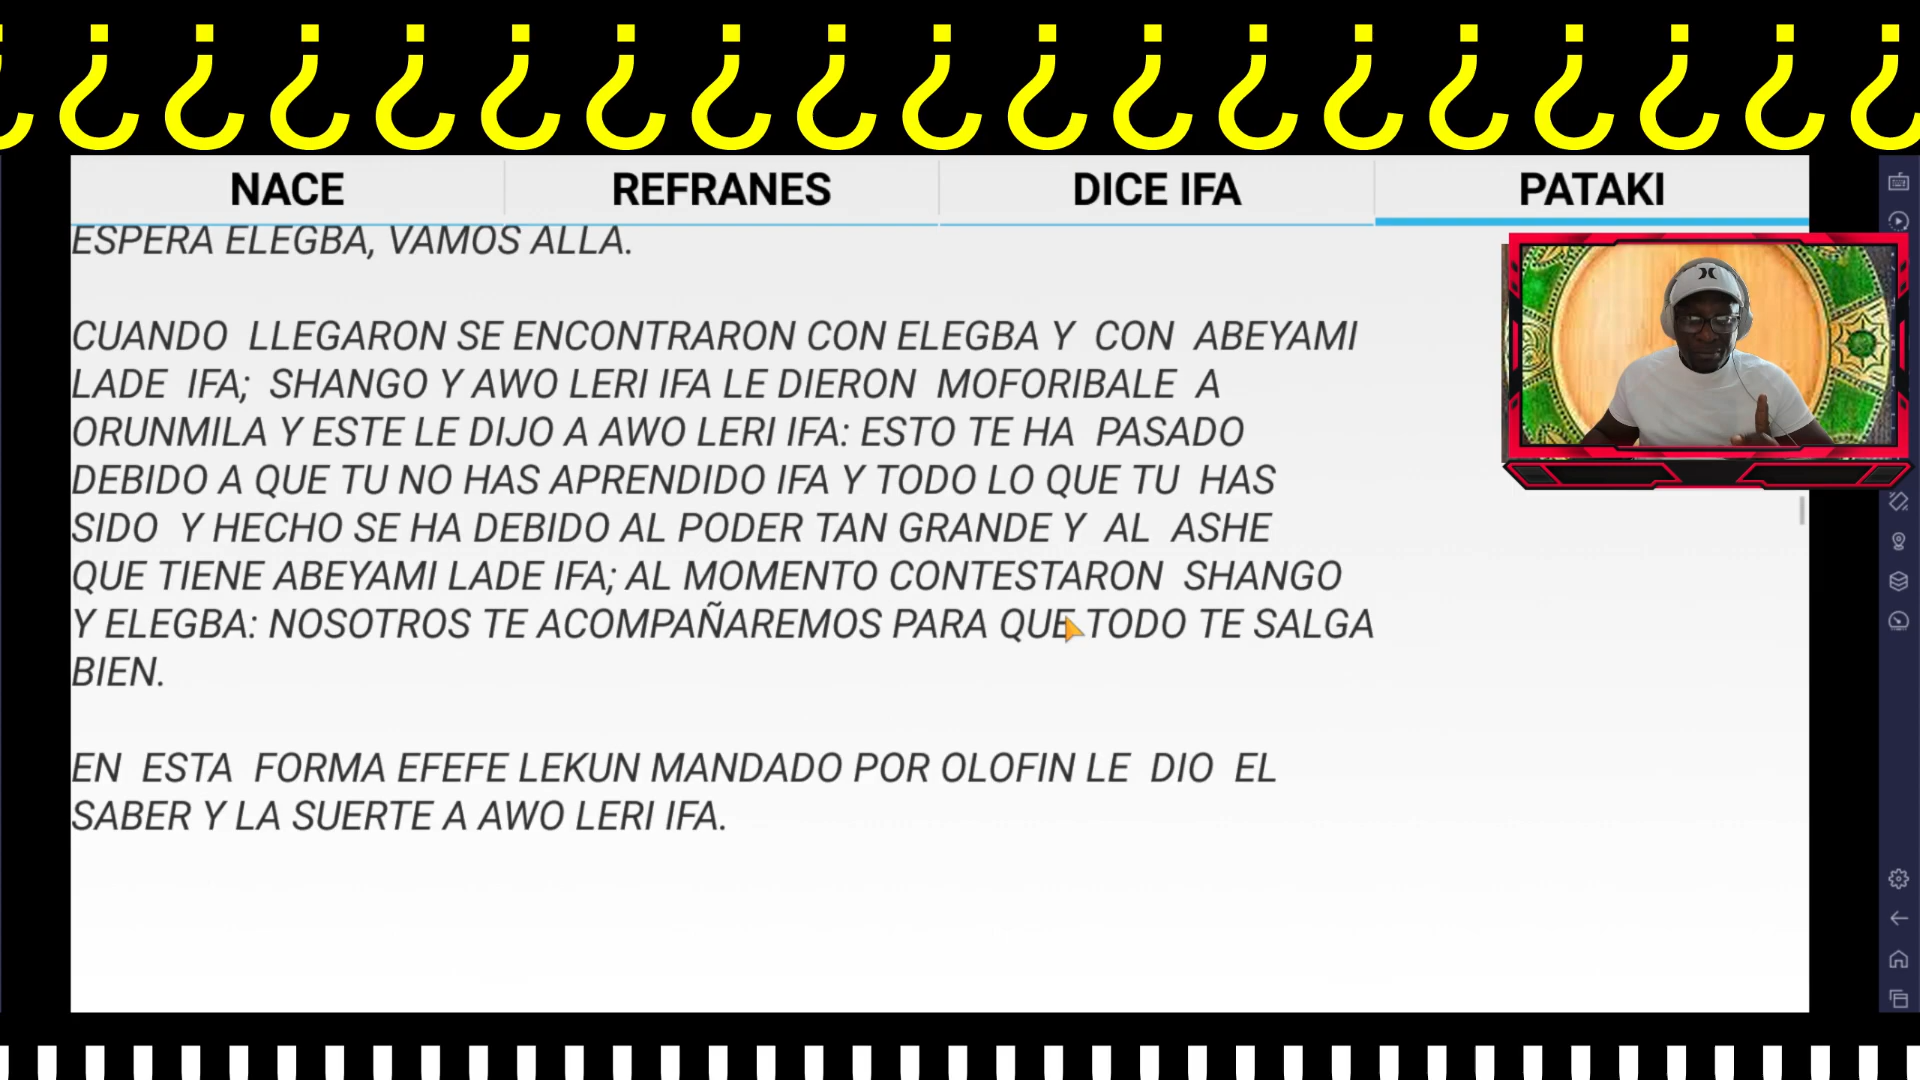 ¿ ¿ ¿ ¿ ¿ ¿ ¿ ¿ ¿ ¿ ¿ ¿ ¿ ¿ ¿ ¿ ¿ ¿ ¿
NACE REFRANES DICE IFA PATAKI
ESPERA ELEGBA, VAMOS ALLA.
CUANDO LLEGARON SE ENCONTRARON CON ELEGBA Y CON ABEYAMI
LADE IFA; SHANGO Y AWO LERI IFA LE DIERON MOFORIBALE A
ORUNMILA Y ESTE LE DIJO A AWO LERI IFA: ESTO TE HA PASADO
DEBIDO A QUE TU NO HAS APRENDIDO IFA Y TODO LO QUE TU HAS
SIDO Y HECHO SE HA DEBIDO AL PODER TAN GRANDE Y AL ASHE
QUE TIENE ABEYAMI LADE IFA; AL MOMENTO CONTESTARON SHANGO
Y ELEGBA: NOSOTROS TE ACOMPAÑAREMOS PARA QUE TODO TE SALGA
BIEN.
EN ESTA FORMA EFEFE LEKUN MANDADO POR OLOFIN LE DIO EL
SABER Y LA SUERTE A AWO LERI IFA.